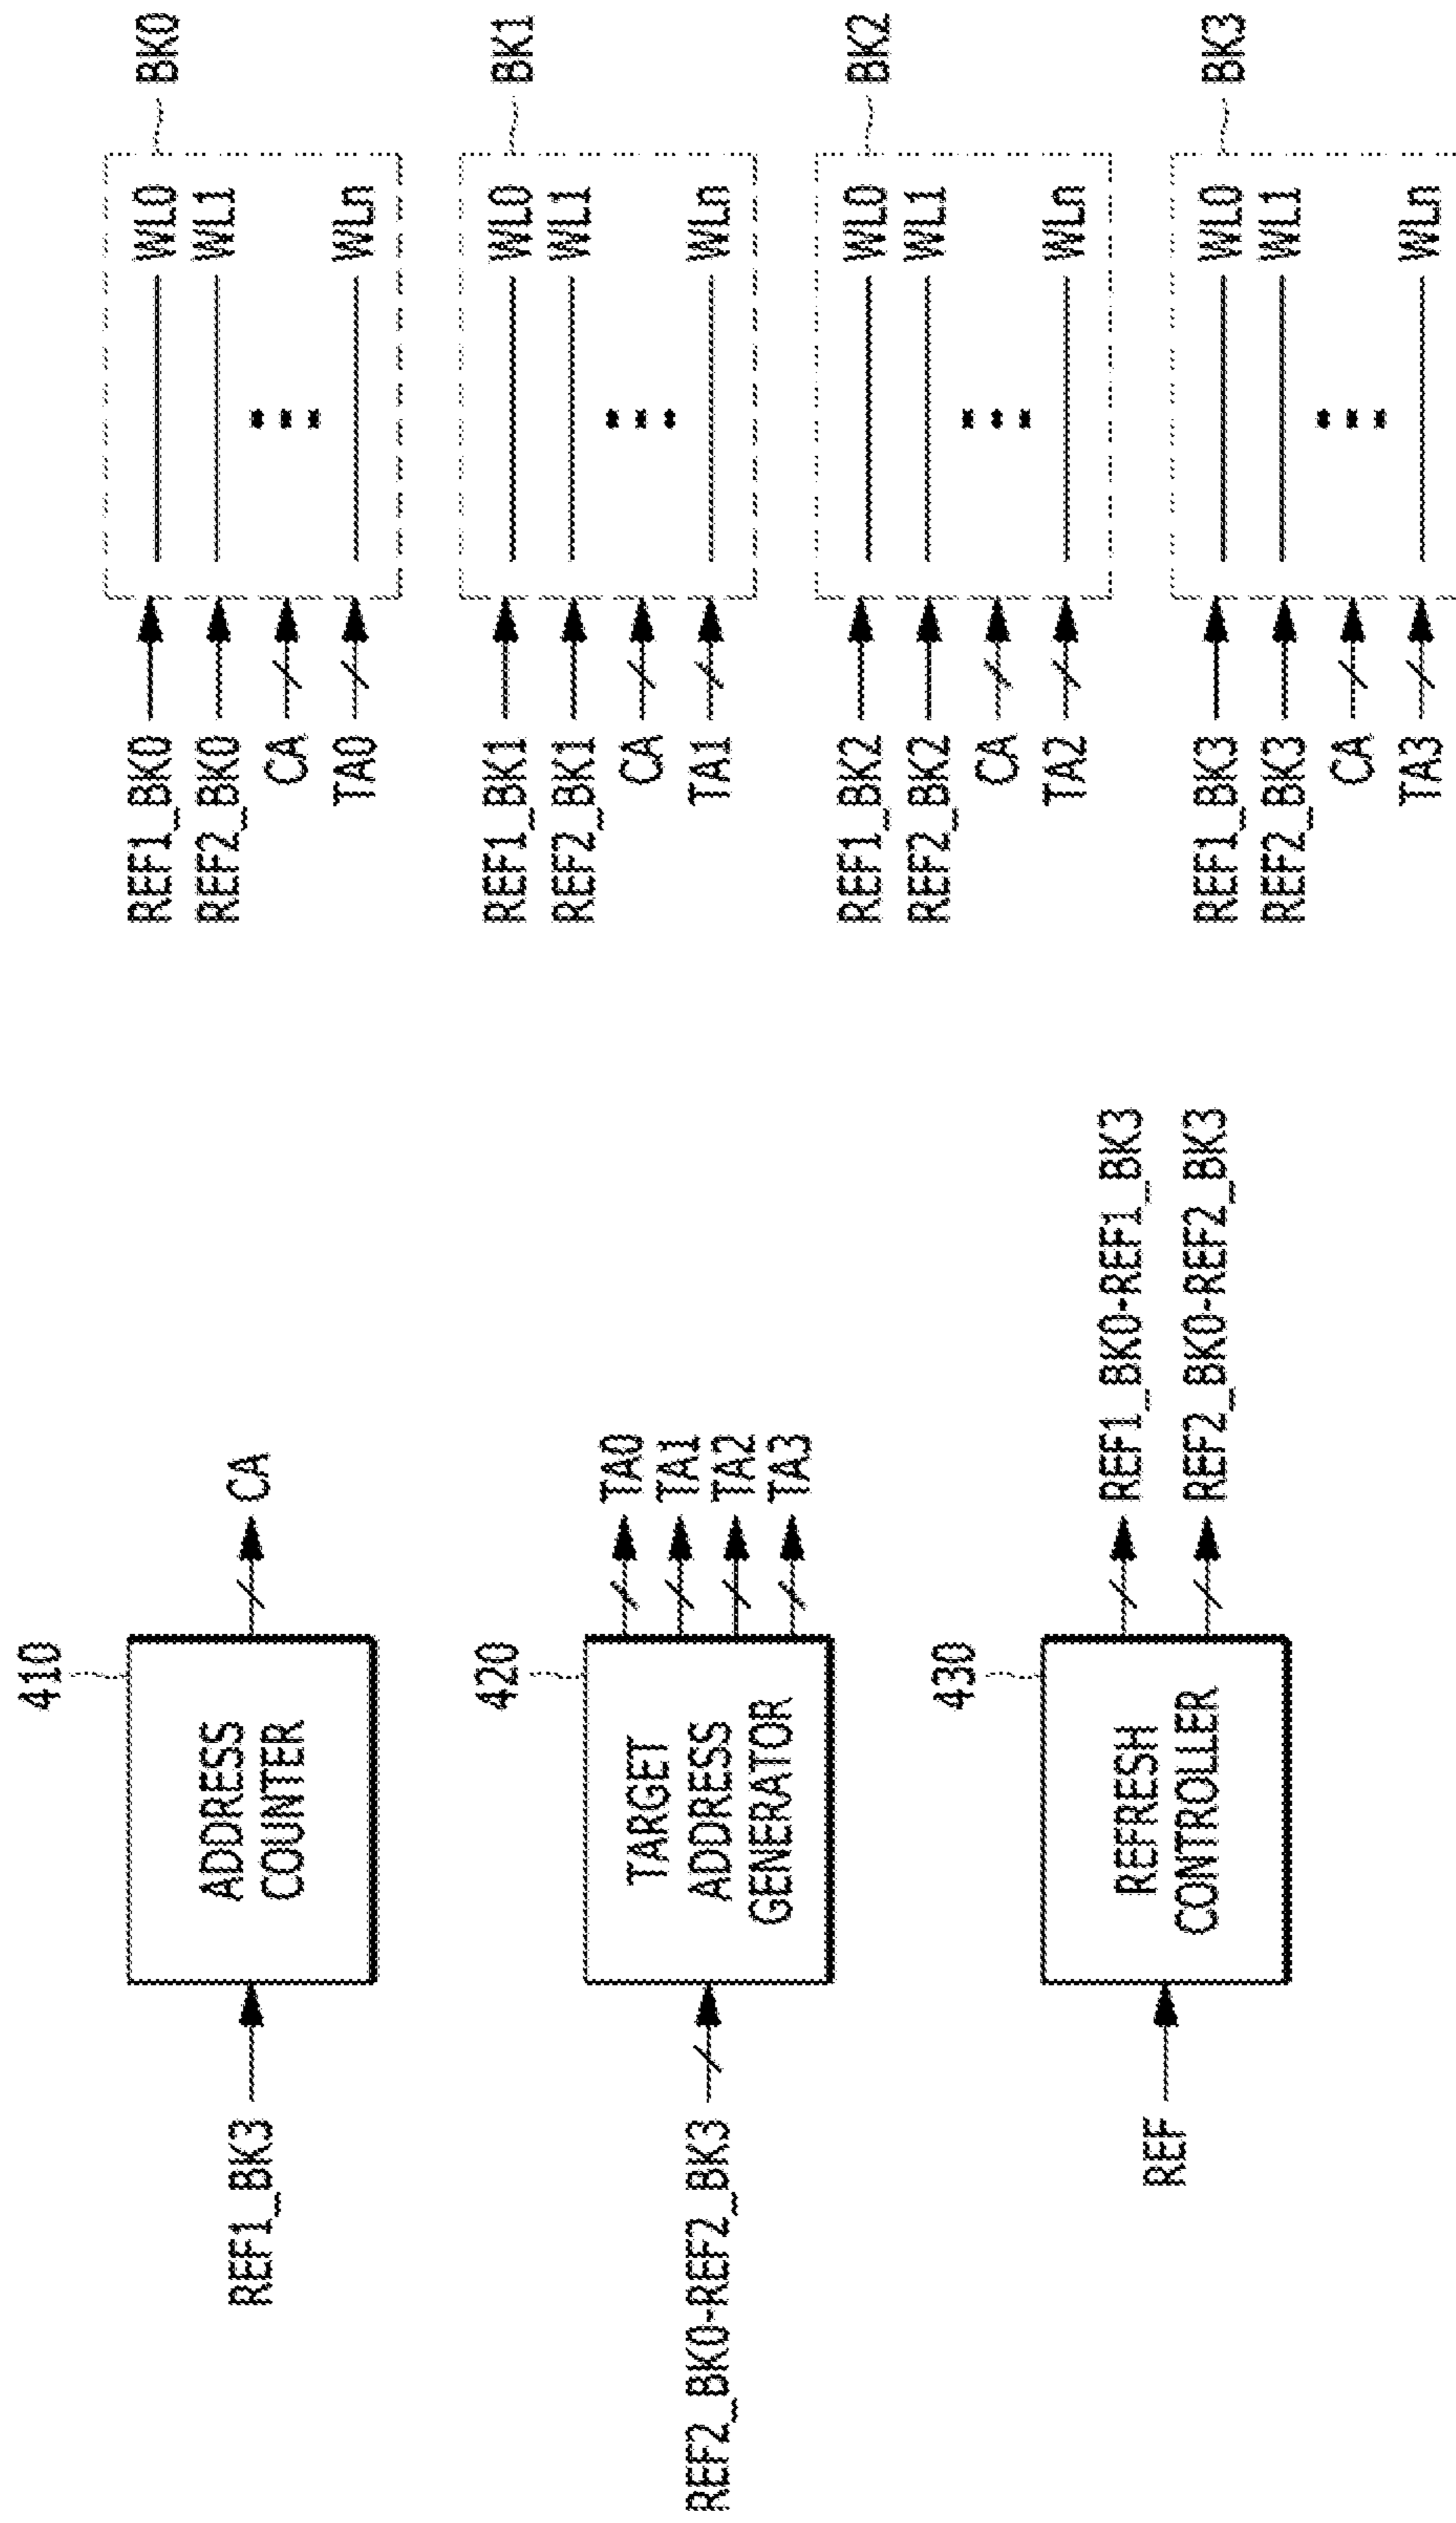 410
REF1_BK3
ADDRESS
COUNTER
CA
420
REF2_BK0-REF2_BK3
TARGET
ADDRESS
GENERATOR
TA0
TA1
TA2
TA3
430
REF
REFRESH
CONTROLLER
REF1_BK0-REF1_BK3
REF2_BK0-REF2_BK3
BK0
REF1_BK0
WL0
REF2_BK0
WL1
CA
TA0
WLn
BK1
REF1_BK1
WL0
REF2_BK1
WL1
CA
TA1
WLn
BK2
REF1_BK2
WL0
REF2_BK2
WL1
CA
TA2
WLn
BK3
REF1_BK3
WL0
REF2_BK3
WL1
CA
TA3
WLn